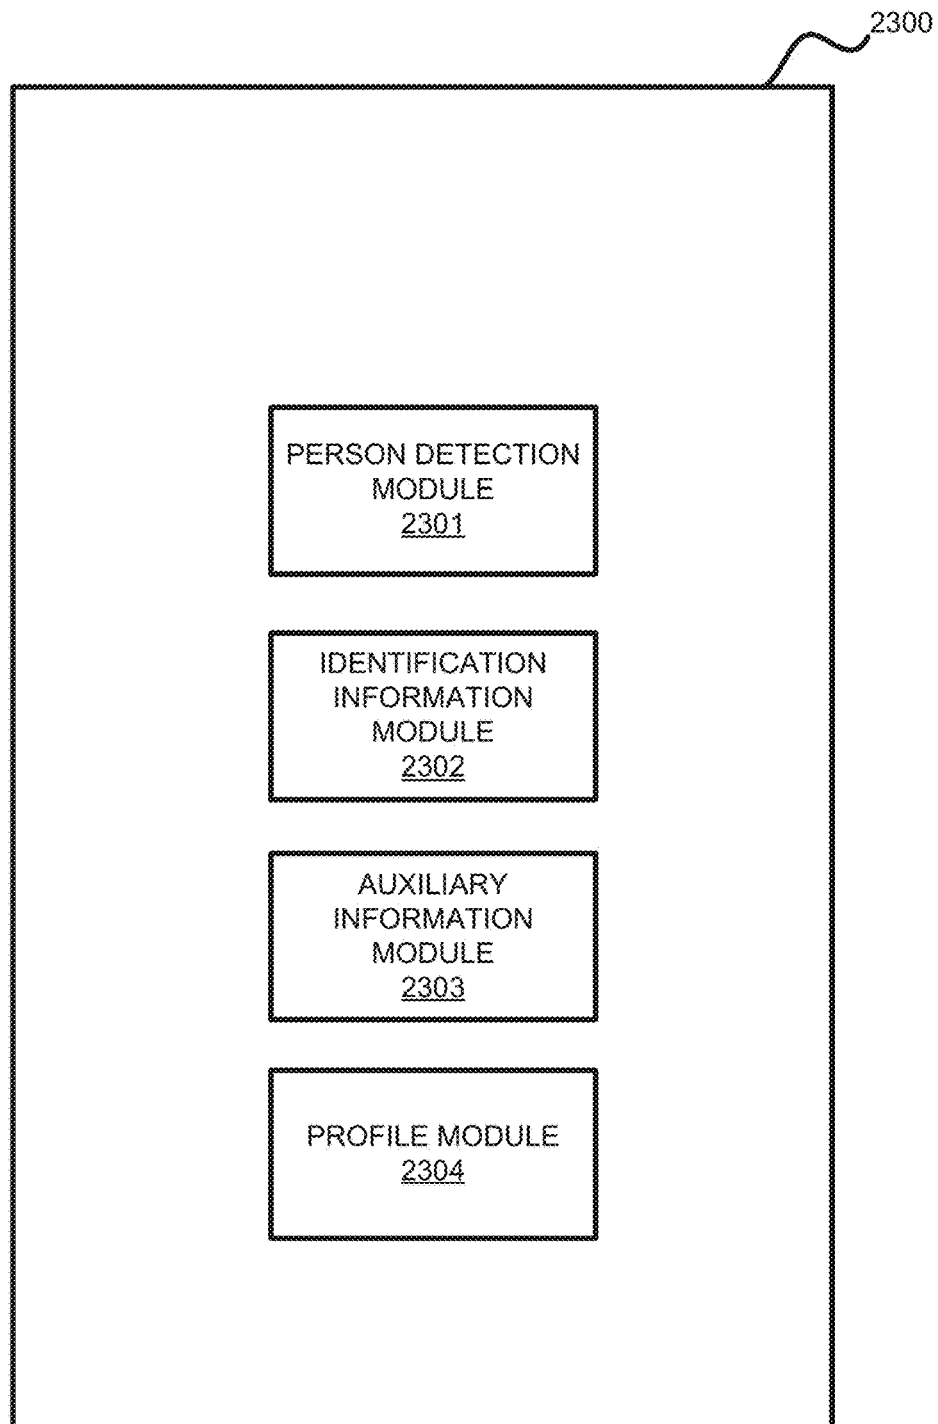 2300
PERSON DETECTION
MODULE
2301
IDENTIFICATION
INFORMATION
MODULE
2302
AUXILIARY
INFORMATION
MODULE
2303
PROFILE MODULE
2304